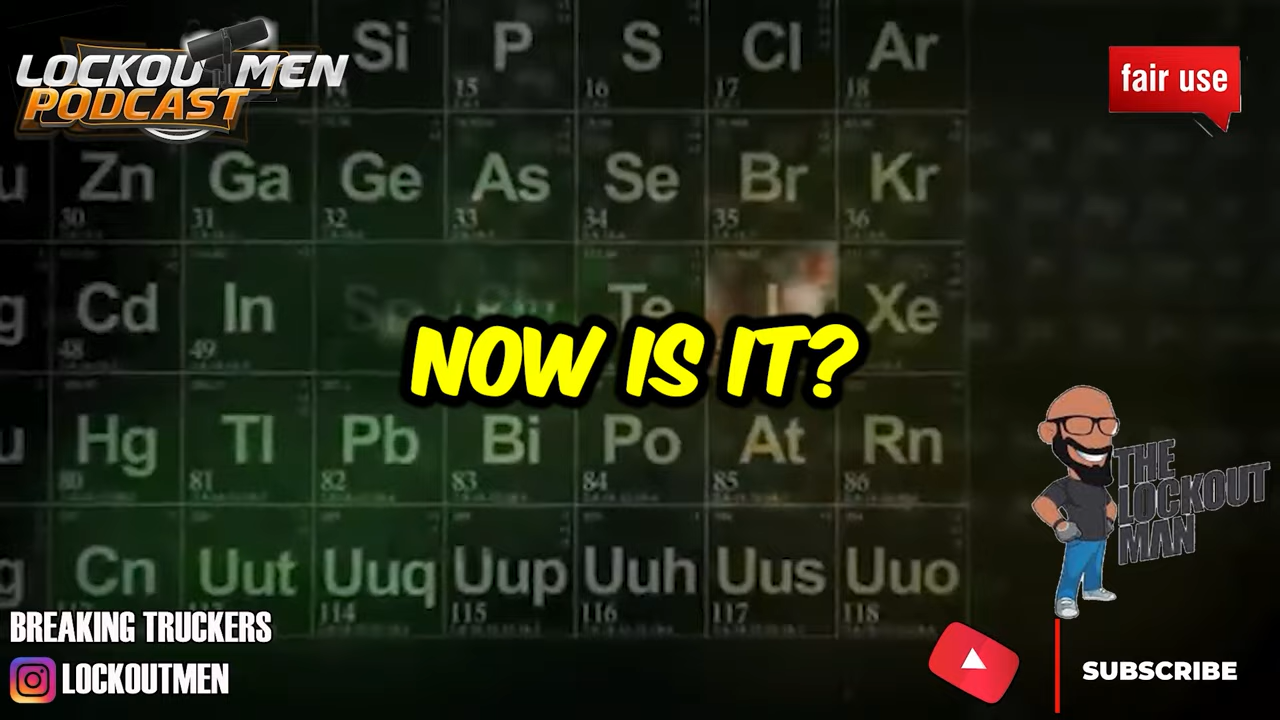 LOCKOUTMEN
PODCAST
fair use
Si P S Cl Ar
15 16 17 18
Zn Ga Ge As Se Br Kr
30 31 32 33 34 35 36
Cd In Te I Xe
48 49
NOW IS IT?
Hg Tl Pb Bi Po At Rn
80 81 82 83 84 85 86
Cn Uut Uuq Uup Uuh Uus Uuo
114 115 116 117 118
THE
LOCKOUT
MAN
BREAKING TRUCKERS
LOCKOUTMEN
SUBSCRIBE